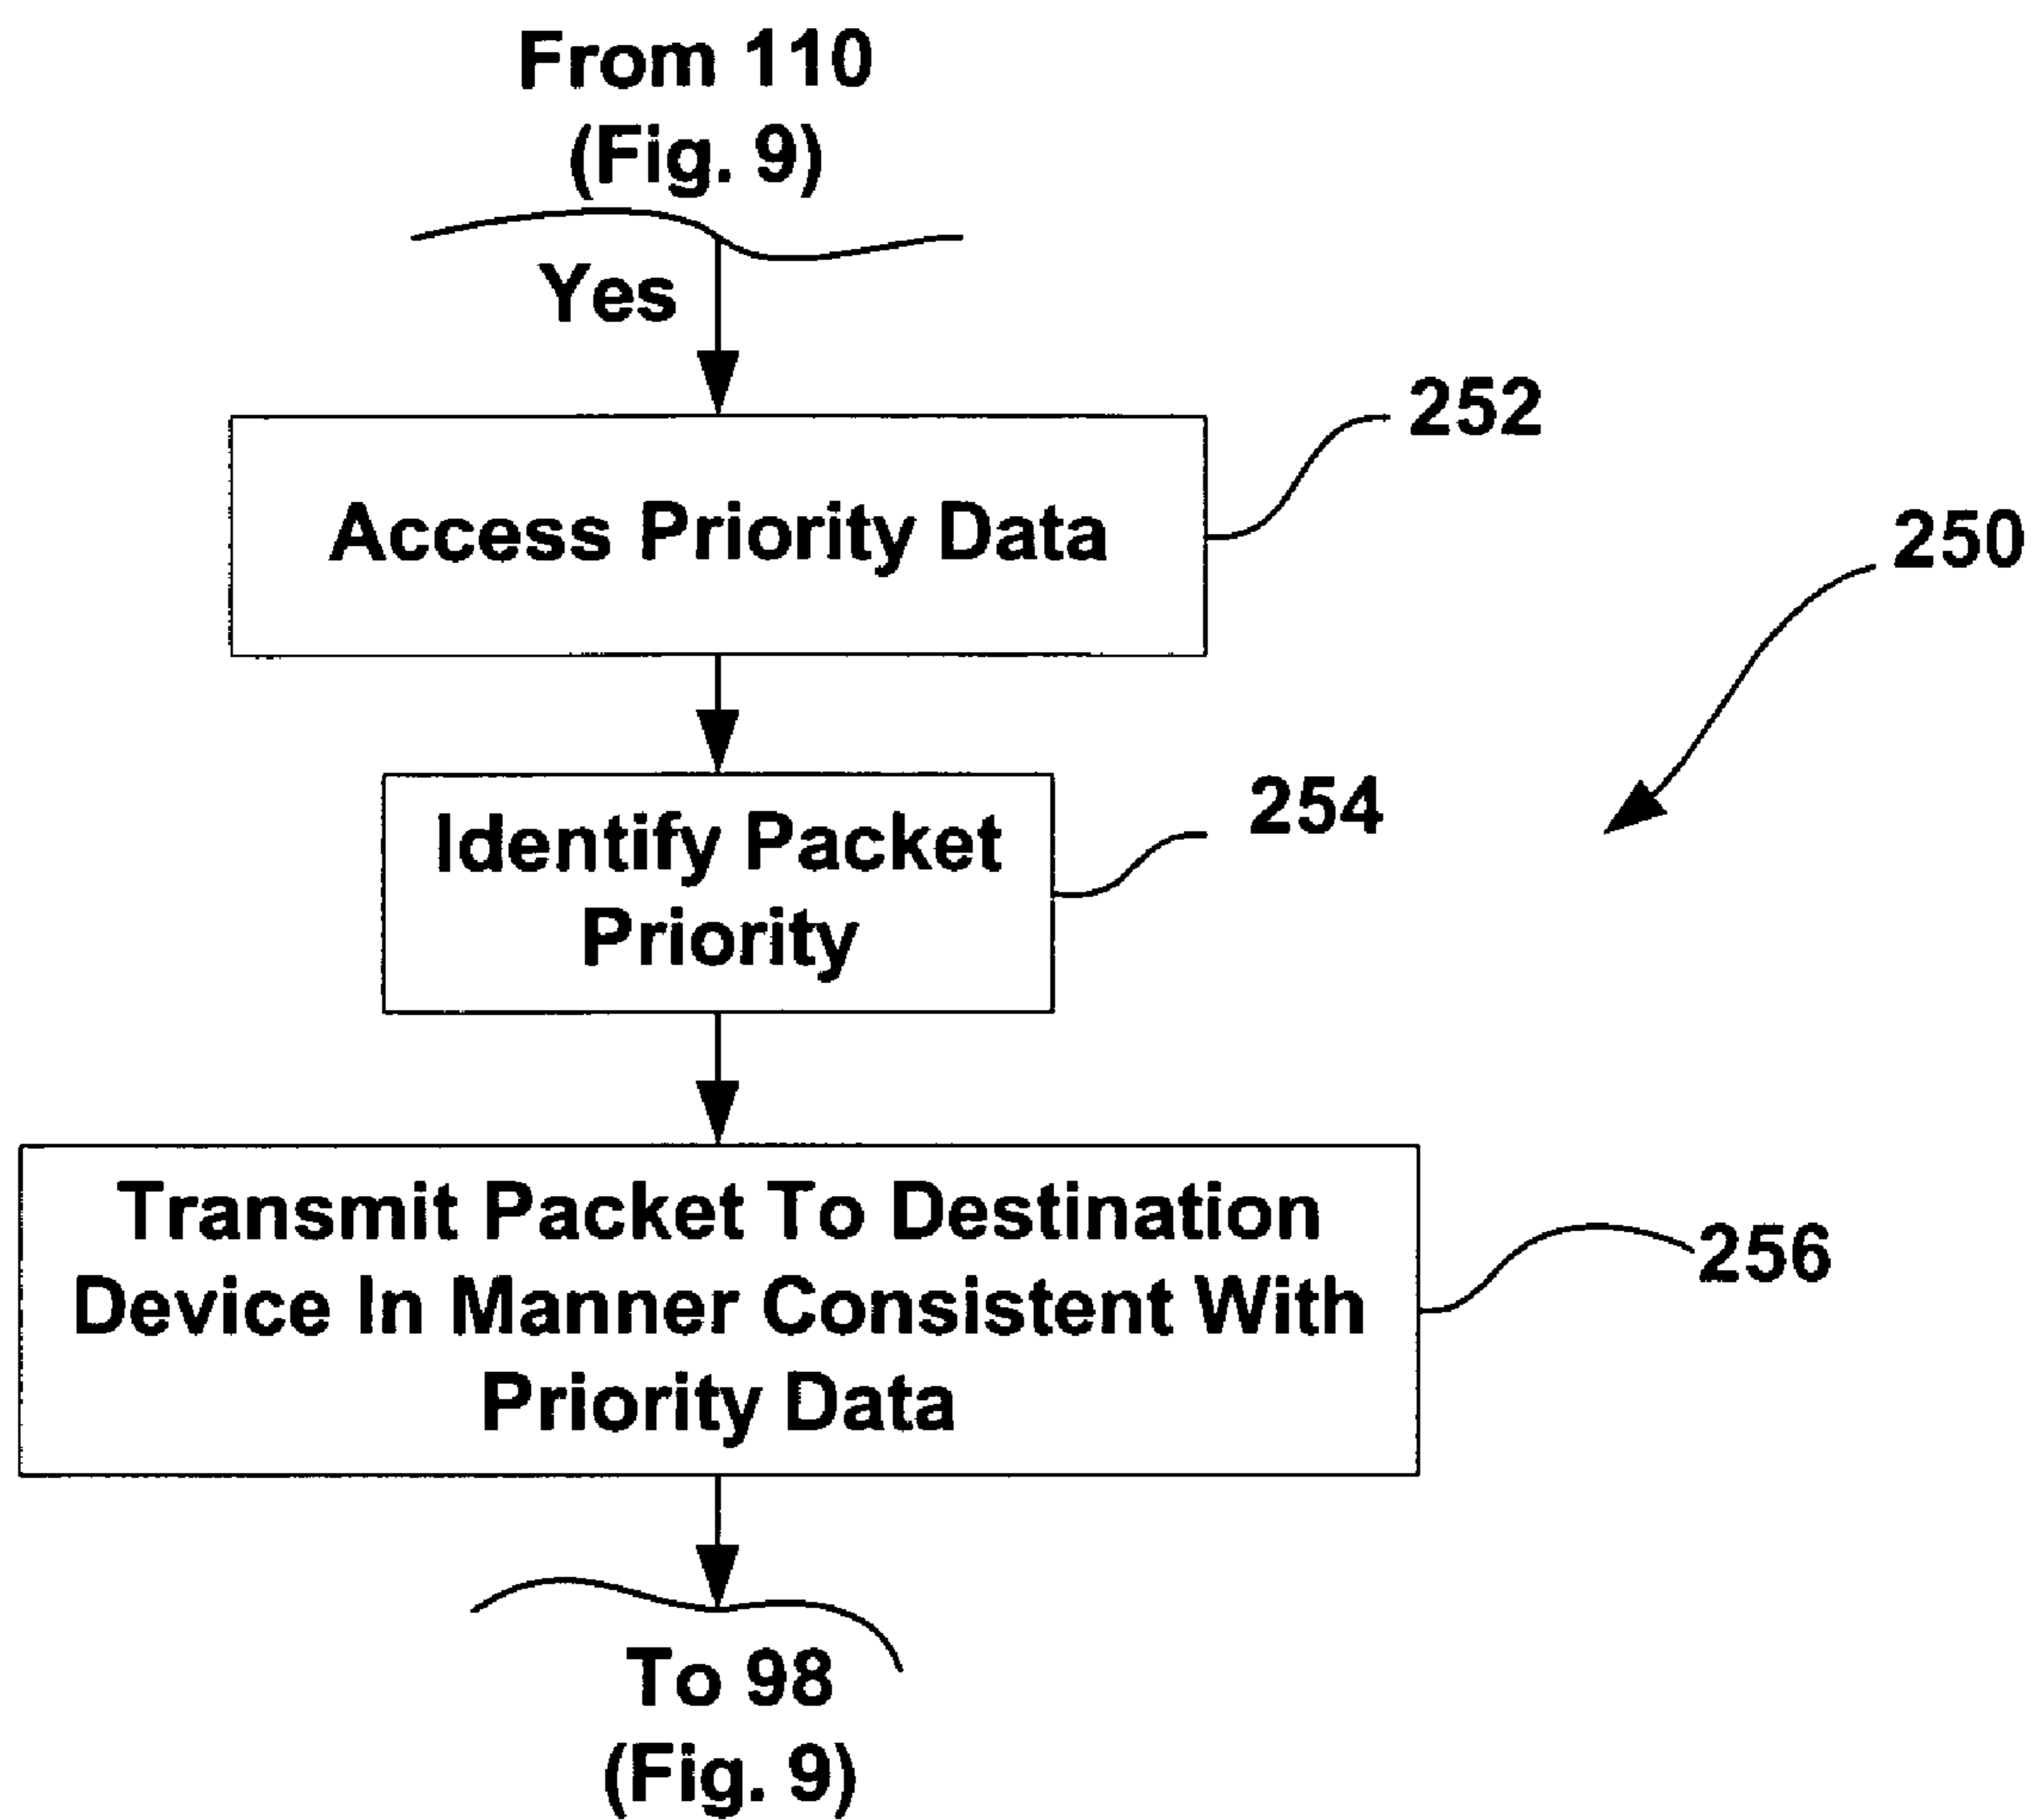 From 110
(Fig. 9)
Yes
252
Access Priority Data
250
254
Identify Packet
Priority
Transmit Packet To Destination
Device In Manner Consistent With
Priority Data
256
To 98
(Fig. 9)